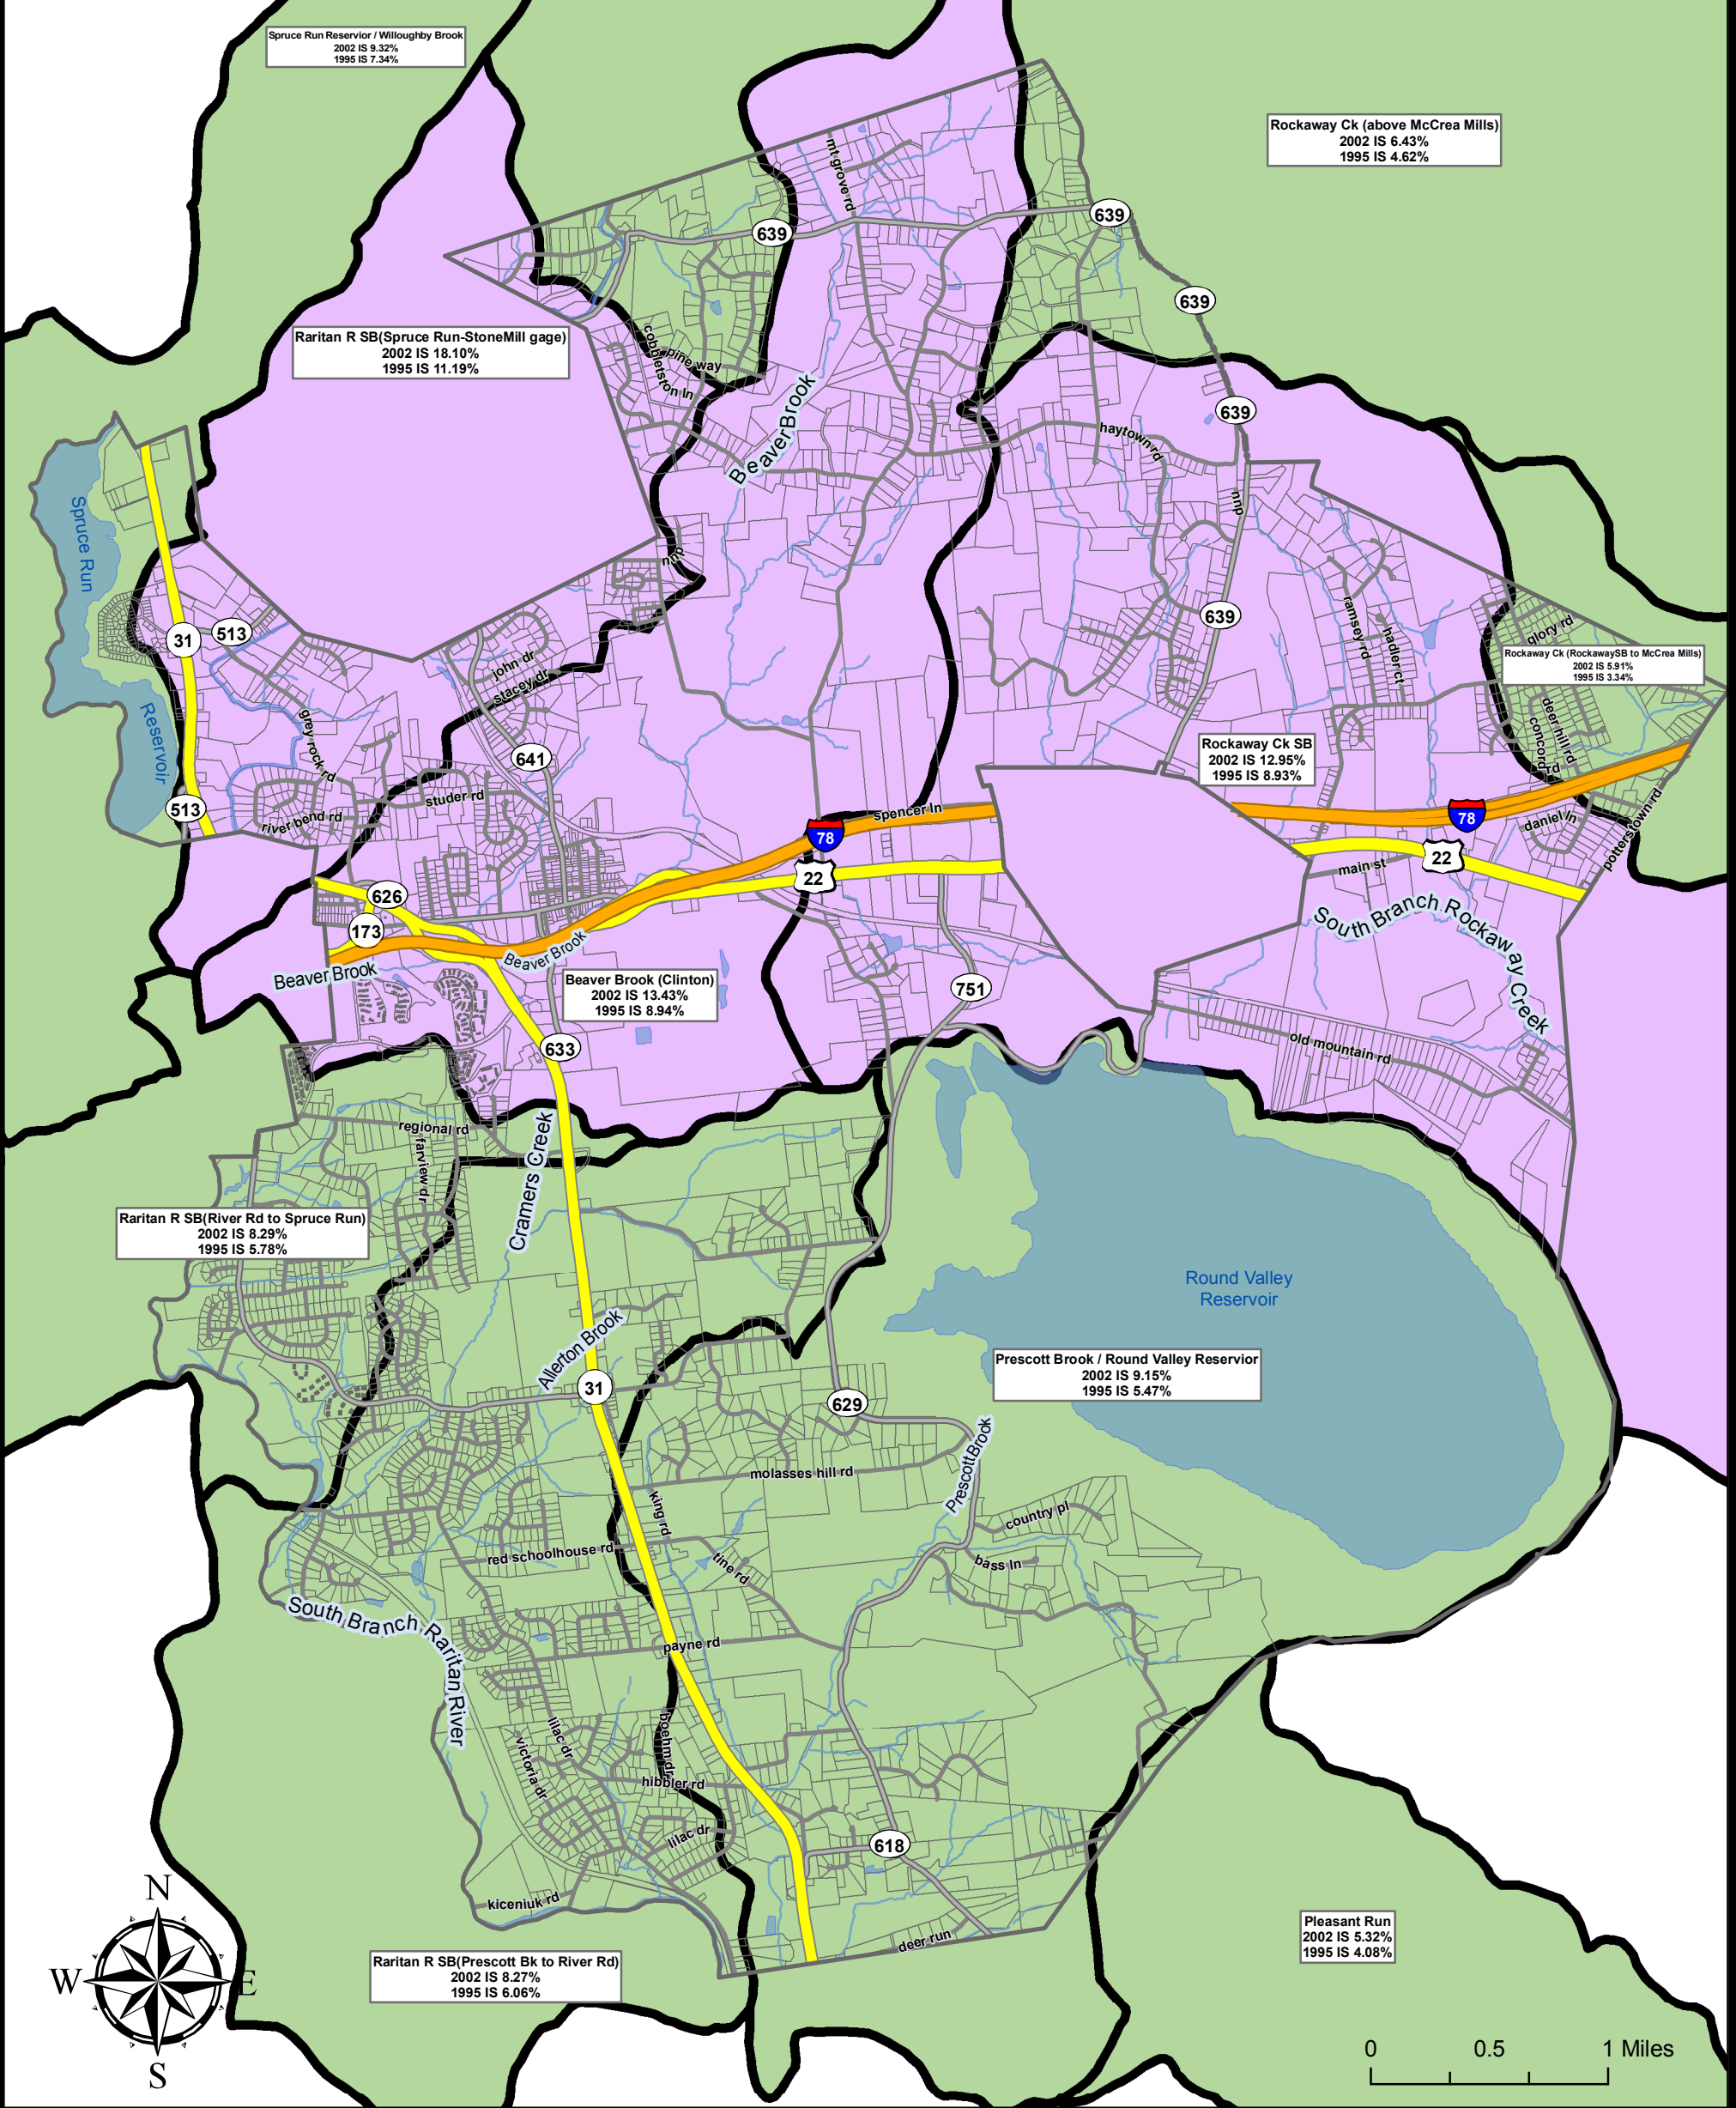 Spruce Run Reservior / Willoughby Brook
2002 IS 9.32%
1995 IS 7.34%
Rockaway Ck (above McCrea Mills)
2002 IS 6.43%
1995 IS 4.62%
mt grove rd
639
639
639
Raritan R SB(Spruce Run-StoneMill gage)
2002 IS 18.10%
1995 IS 11.19%
cobbleston ln
pine way
BeaverBrook
639
haytown rd
nnp
Spruce Run
Reservoir
nnp
31
513
639
ramsey rd
hadler ct
glory rd
Rockaway Ck (RockawaySB to McCrea Mills)
2002 IS 5.91%
1995 IS 3.34%
john dr
stacey dr
grey rock rd
deer hill rd
concord rd
641
Rockaway Ck SB
2002 IS 12.95%
1995 IS 8.93%
studer rd
513
river bend rd
spencer ln
78
78
daniel ln
potterstown rd
22
22
main st
626
173
South Branch Rockaway Creek
Beaver Brook
Beaver Brook
Beaver Brook (Clinton)
2002 IS 13.43%
1995 IS 8.94%
751
633
old mountain rd
regional rd
farview dr
Cramers Creek
Raritan R SB(River Rd to Spruce Run)
2002 IS 8.29%
1995 IS 5.78%
Round Valley
Reservoir
Allerton Brook
31
Prescott Brook / Round Valley Reservior
2002 IS 9.15%
1995 IS 5.47%
629
molasses hill rd
PrescottBrook
king rd
country pl
red schoolhouse rd
tine rd
bass ln
South Branch Raritan River
payne rd
lilac dr
victoria dr
boehm dr
hibbler rd
lilac dr
618
kiceniuk rd
deer run
Raritan R SB(Prescott Bk to River Rd)
2002 IS 8.27%
1995 IS 6.06%
Pleasant Run
2002 IS 5.32%
1995 IS 4.08%
N
W
E
S
0 0.5 1 Miles